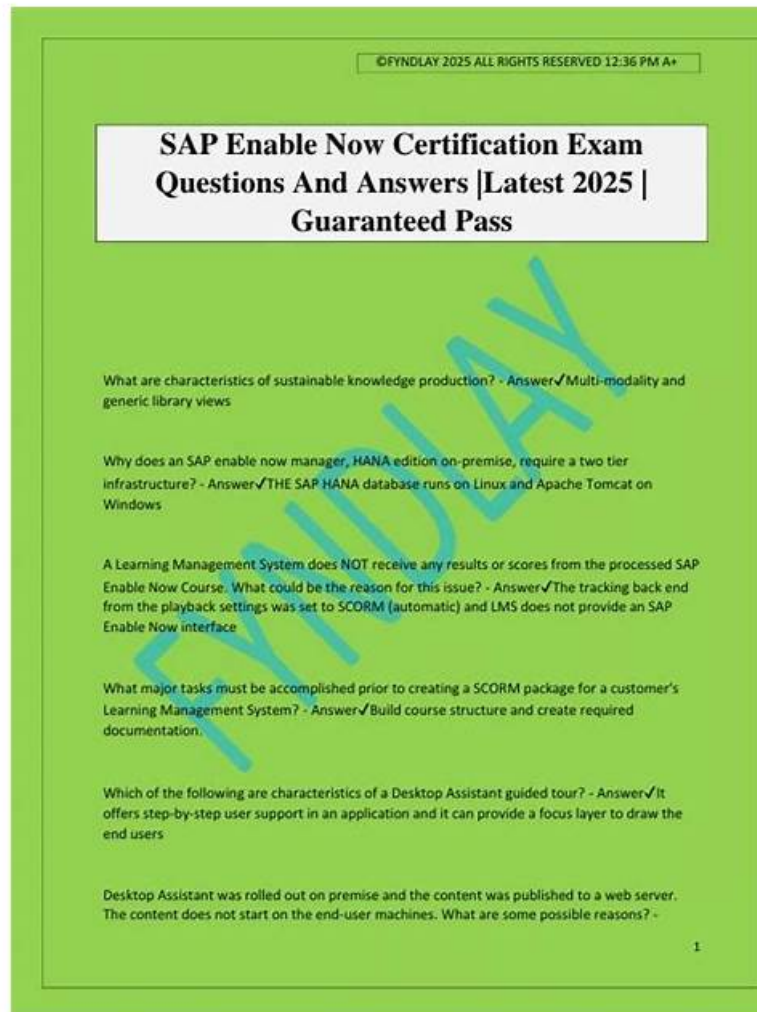 ©FYNDLAY 2025 ALL RIGHTS RESERVED 12:36 PM A+
SAP Enable Now Certification Exam
Questions And Answers |Latest 2025 |
Guaranteed Pass
FYNDLAY
What are characteristics of sustainable knowledge production? - Answer✓Multi-modality and
generic library views
Why does an SAP enable now manager, HANA edition on-premise, require a two tier
infrastructure? - Answer✓THE SAP HANA database runs on Linux and Apache Tomcat on
Windows
A Learning Management System does NOT receive any results or scores from the processed SAP
Enable Now Course. What could be the reason for this issue? - Answer✓The tracking back end
from the playback settings was set to SCORM (automatic) and LMS does not provide an SAP
Enable Now interface
What major tasks must be accomplished prior to creating a SCORM package for a customer's
Learning Management System? - Answer✓Build course structure and create required
documentation.
Which of the following are characteristics of a Desktop Assistant guided tour? - Answer✓It
offers step-by-step user support in an application and it can provide a focus layer to draw the
end users
Desktop Assistant was rolled out on premise and the content was published to a web server.
The content does not start on the end-user machines. What are some possible reasons? -
1